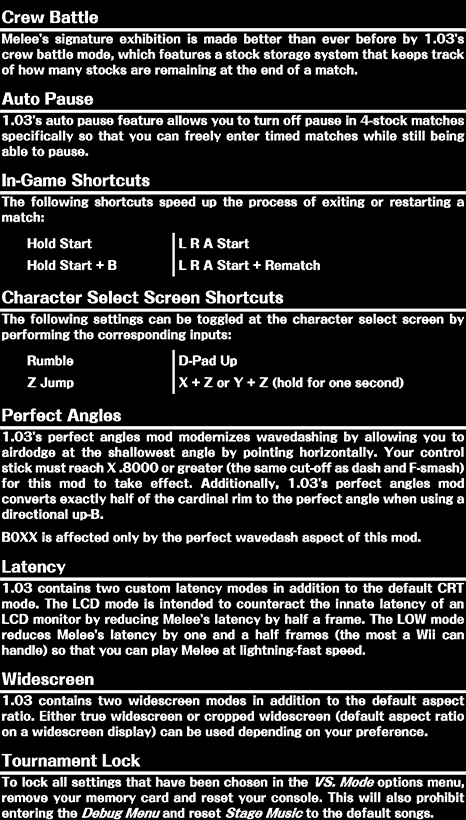 Crew Battle
Melee's signature exhibition is made better than ever before by 1.03's
crew battle mode, which features a stock storage system that keeps track
of how many stocks are remaining at the end of a match.
Auto Pause
1.03's auto pause feature allows you to turn off pause in 4-stock matches
specifically so that you can freely enter timed matches while still being
able to pause.
In-Game Shortcuts
The following shortcuts speed up the process of exiting or restarting a
match:
Hold Start L R A Start
Hold Start + B L R A Start + Rematch
Character Select Screen Shortcuts
The following settings can be toggled at the character select screen by
performing the corresponding inputs:
Rumble D-Pad Up
Z Jump X + Z or Y + Z (hold for one second)
Perfect Angles
1.03's perfect angles mod modernizes wavedashing by allowing you to
airdodge at the shallowest angle by pointing horizontally. Your control
stick must reach X .8000 or greater (the same cut-off as dash and F-smash)
for this mod to take effect. Additionally, 1.03's perfect angles mod
converts exactly half of the cardinal rim to the perfect angle when using a
directional up-B.
B0XX is affected only by the perfect wavedash aspect of this mod.
Latency
1.03 contains two custom latency modes in addition to the default CRT
mode. The LCD mode is intended to counteract the innate latency of an
LCD monitor by reducing Melee's latency by half a frame. The LOW mode
reduces Melee's latency by one and a half frames (the most a Wii can
handle) so that you can play Melee at lightning-fast speed.
Widescreen
1.03 contains two widescreen modes in addition to the default aspect
ratio. Either true widescreen or cropped widescreen (default aspect ratio
on a widescreen display) can be used depending on your preference.
Tournament Lock
To lock all settings that have been chosen in the VS. Mode options menu,
remove your memory card and reset your console. This will also prohibit
entering the Debug Menu and reset Stage Music to the default songs.